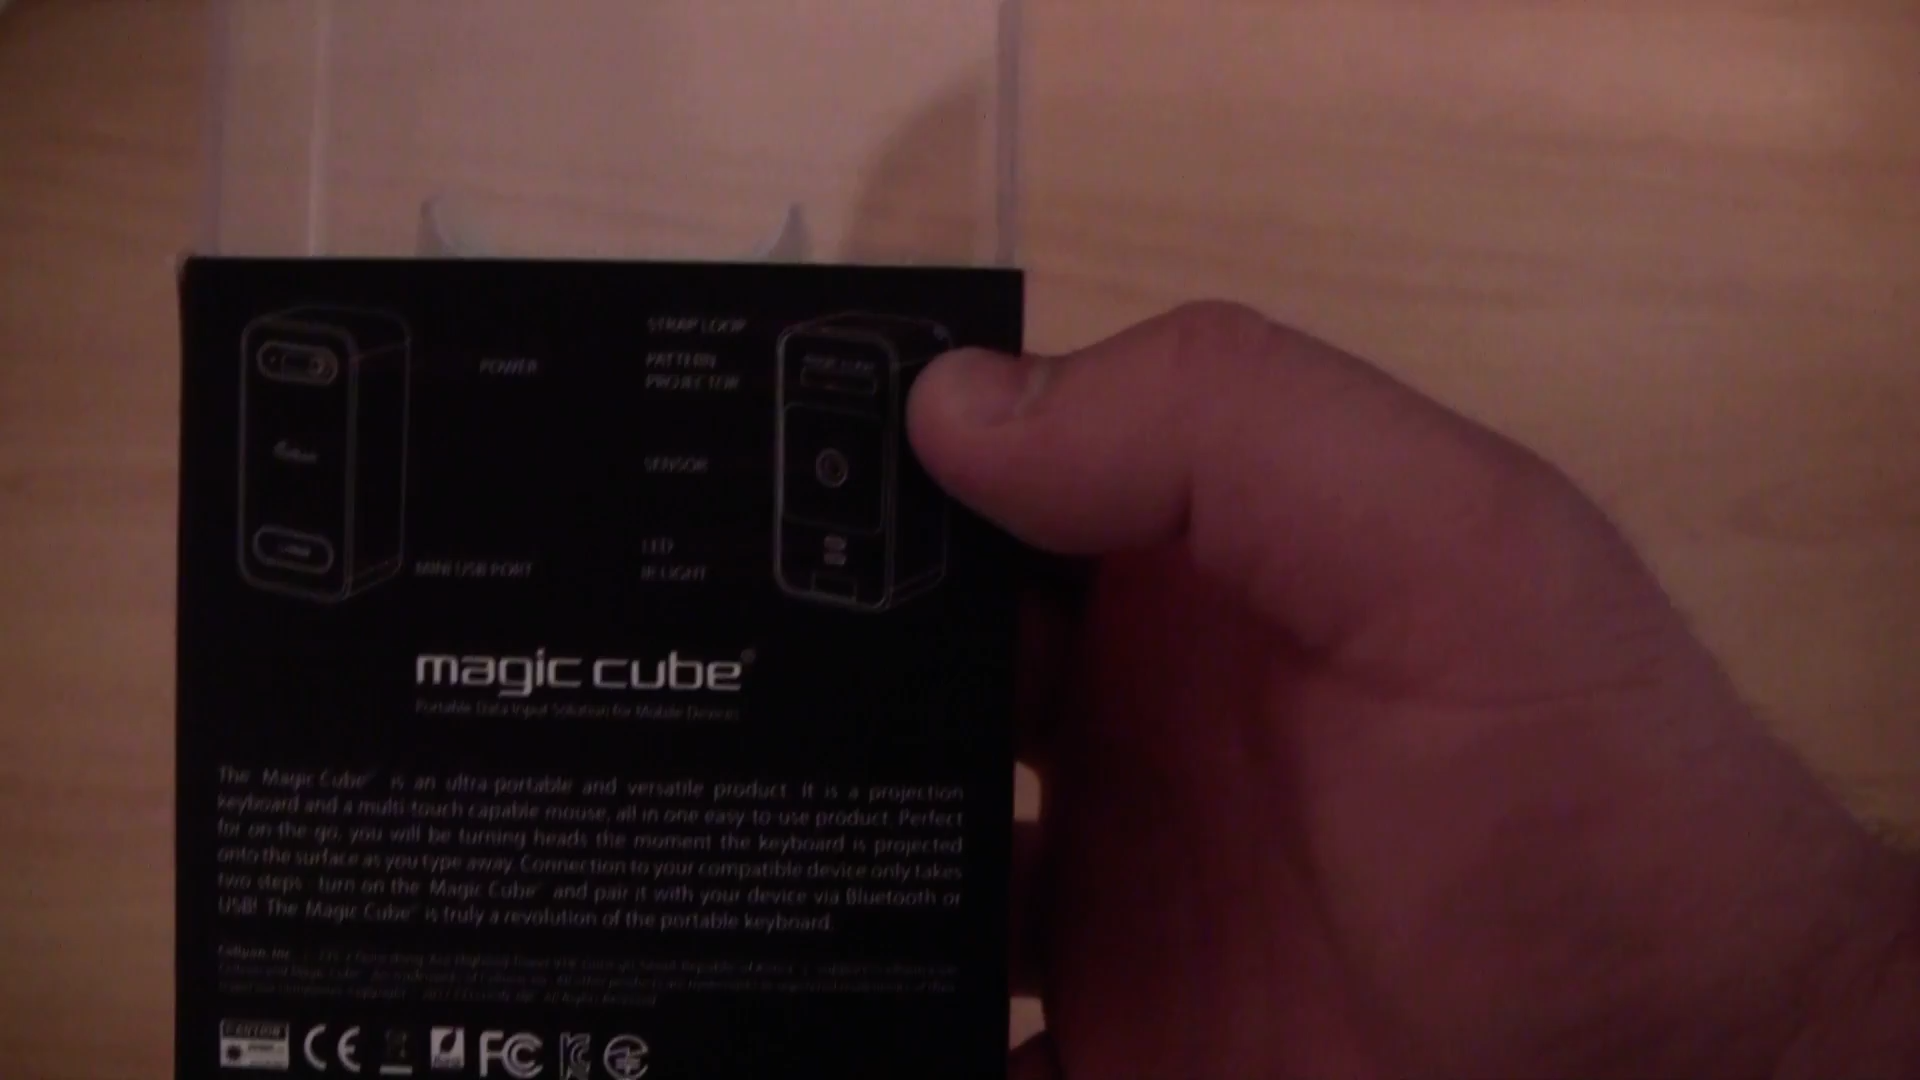 STRAP LOOP
POWER
PATTERN
PROJECTOR
SENSOR
LED
MINI USB PORT
IR LIGHT
magic cube
Portable Data Input Solution for Mobile Devices
The Magic Cube is an ultra portable and versatile product. It is a projection
keyboard and a multi-touch capable mouse, all in one easy to use product. Perfect
for on the go, you will be turning heads the moment the keyboard is projected
onto the surface as you type away. Connection to your compatible device only takes
two steps: turn on the Magic Cube and pair it with your device via Bluetooth or
USB! The Magic Cube is truly a revolution of the portable keyboard.
CAUTION
CE
FC